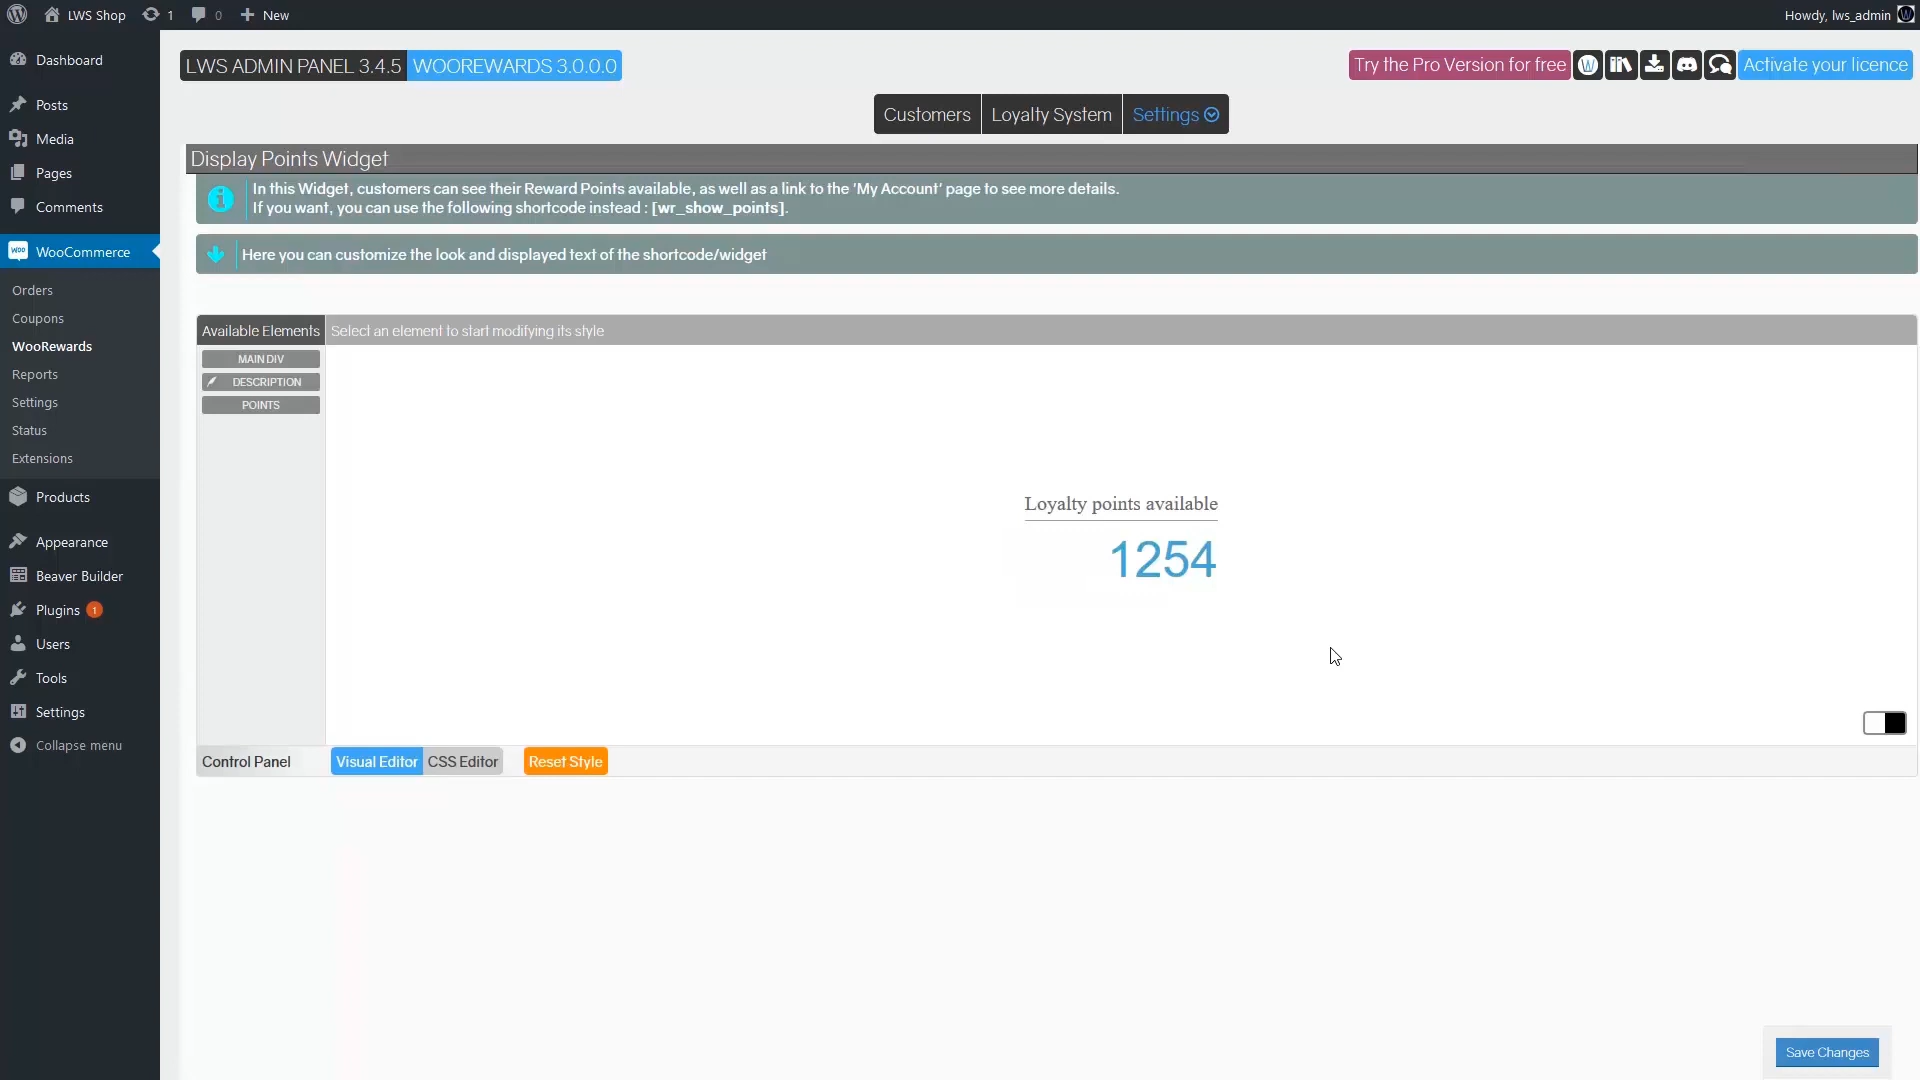 LWS Shop
1
0
New
Howdy, lws_admin
Dashboard
Posts
Media
Pages
Comments
WooCommerce
Orders
Coupons
WooRewards
Reports
Settings
Status
Extensions
Products
Appearance
Beaver Builder
Plugins 1
Users
Tools
Settings
Collapse menu
LWS ADMIN PANEL 3.4.5 WOOREWARDS 3.0.0.0
Try the Pro Version for free
Activate your licence
Customers
Loyalty System
Settings
Display Points Widget
In this Widget, customers can see their Reward Points available, as well as a link to the 'My Account' page to see more details.
If you want, you can use the following shortcode instead : [wr_show_points].
Here you can customize the look and displayed text of the shortcode/widget
Available Elements
Select an element to start modifying its style
MAIN DIV
DESCRIPTION
POINTS
Loyalty points available
1254
Control Panel
Visual Editor
CSS Editor
Reset Style
Save Changes